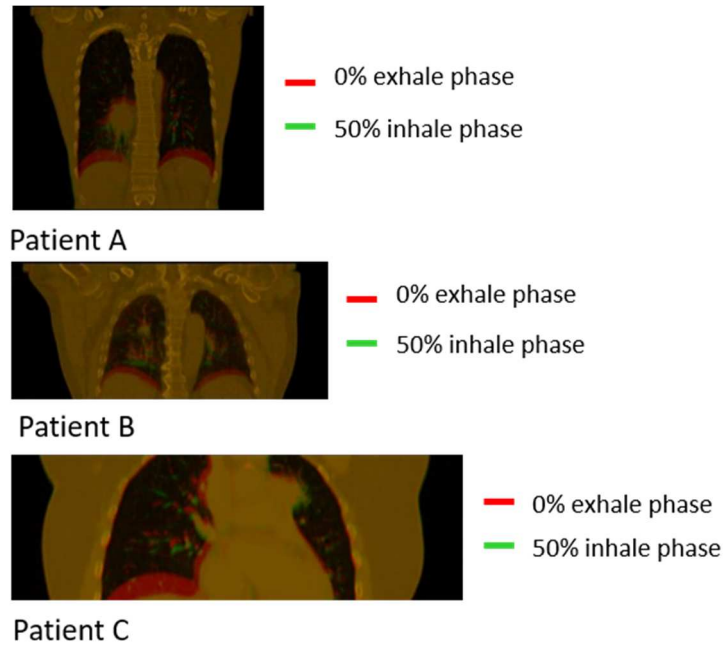 0% exhale phase
50% inhale phase
Patient A
0% exhale phase
50% inhale phase
Patient B
0% exhale phase
50% inhale phase
Patient C